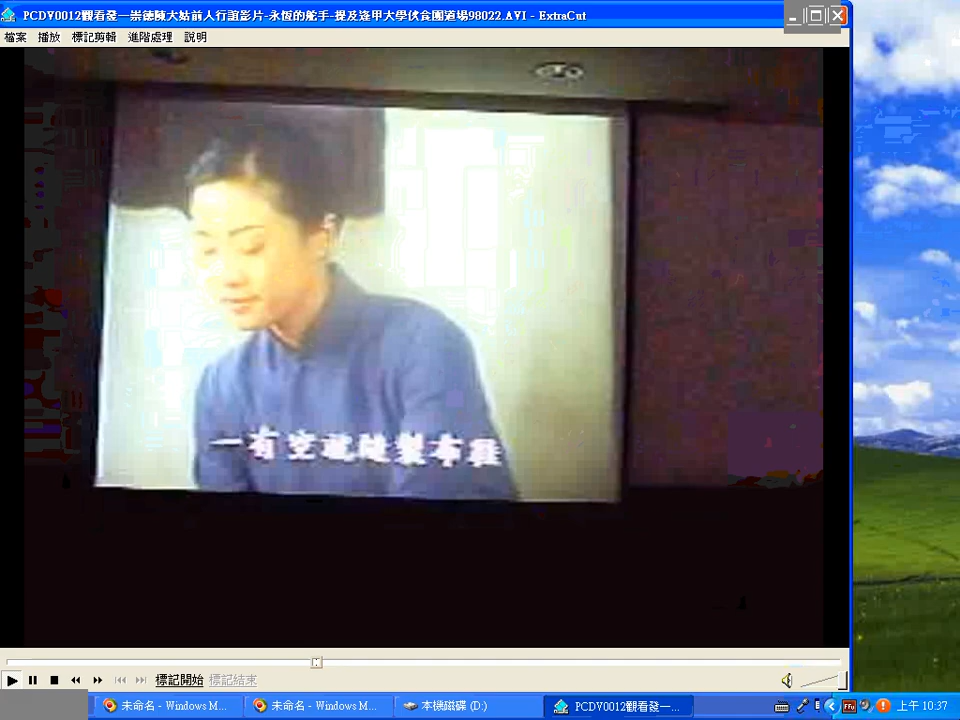 PCDV0012觀看發一崇德陳大姑前人行誼影片-永恆的舵手-提及逢甲大學伙食團道場98022.AVI - ExtraCut
檔案 播放 標記剪輯 進階處理 說明
一有空就縫製布鞋
標記開始 標記結束
未命名 - Windows M... 未命名 - Windows M... 本機磁碟 (D:) PCDV0012觀看發一... 上午 10:37